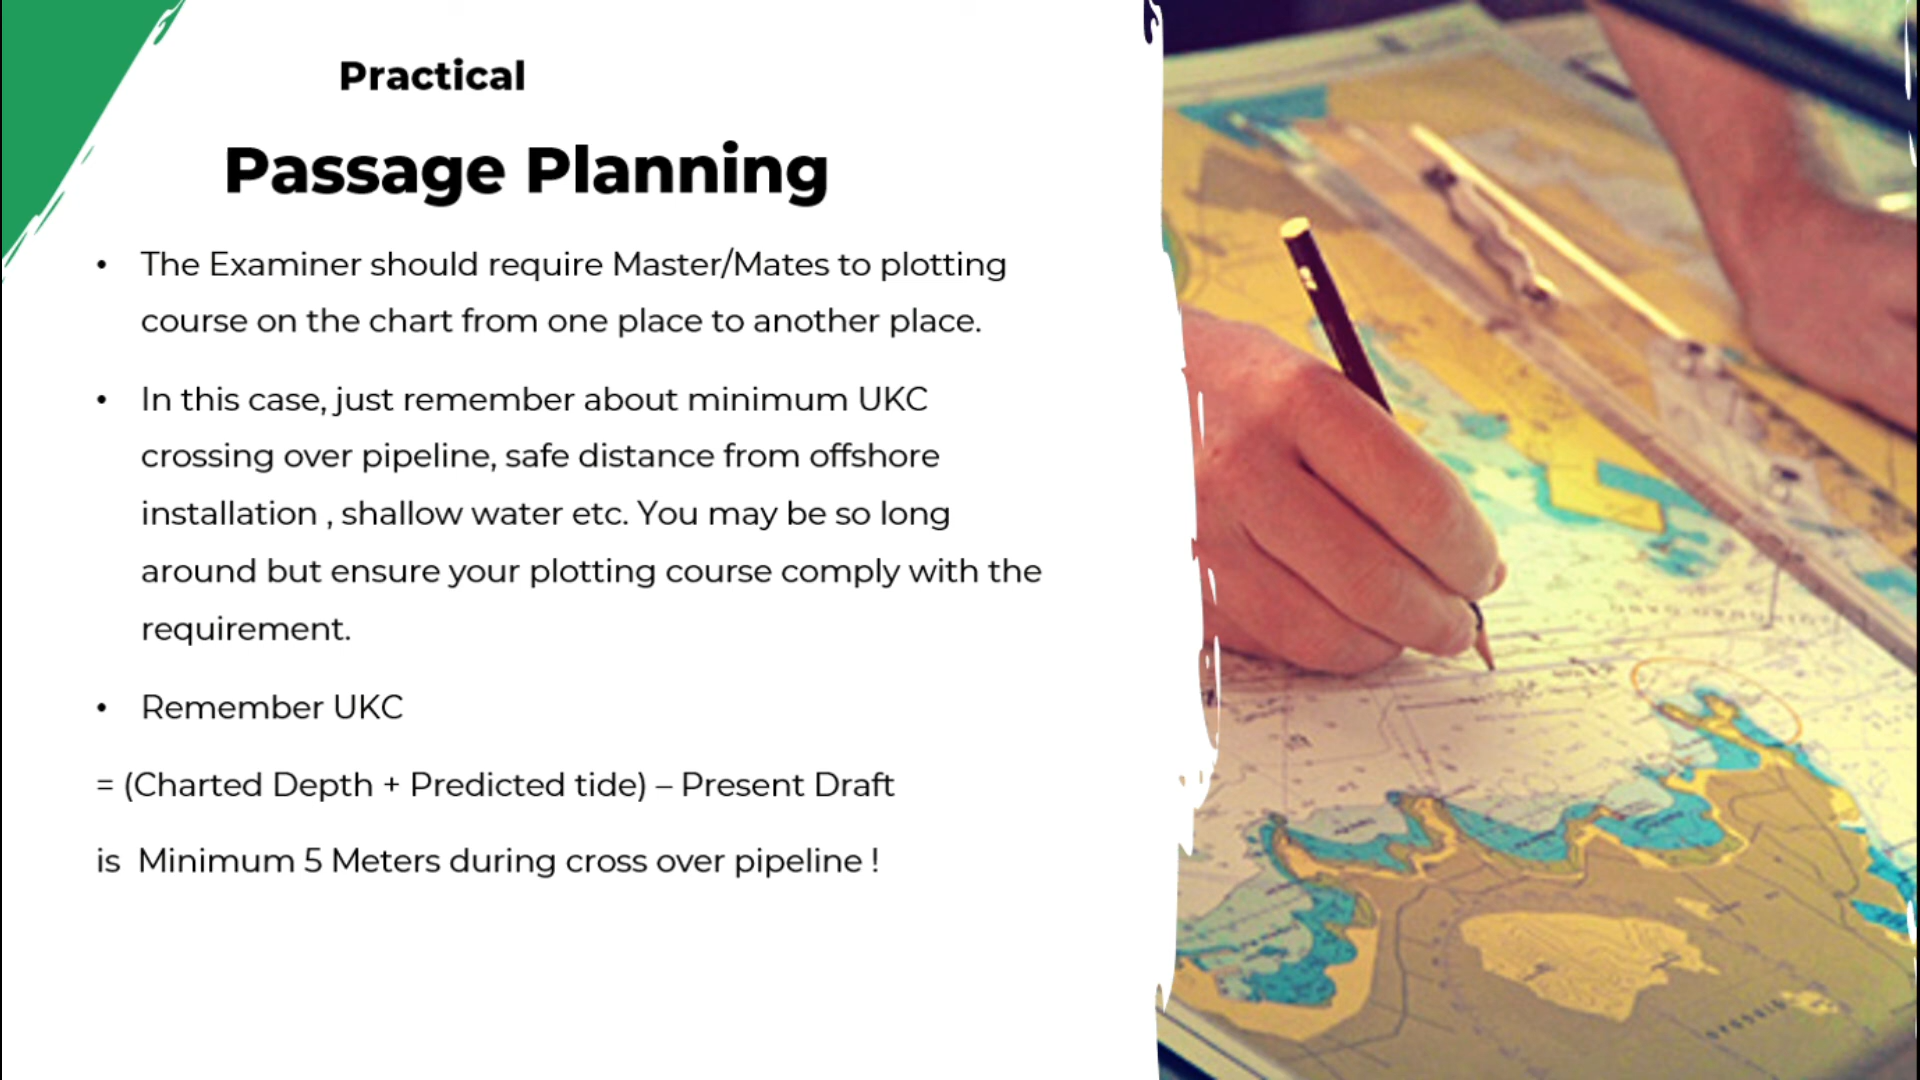 Practical
Passage Planning
• The Examiner should require Master/Mates to plotting
course on the chart from one place to another place.
• In this case, just remember about minimum UKC
crossing over pipeline, safe distance from offshore
installation , shallow water etc. You may be so long
around but ensure your plotting course comply with the
requirement.
• Remember UKC
= (Charted Depth + Predicted tide) – Present Draft
is Minimum 5 Meters during cross over pipeline !